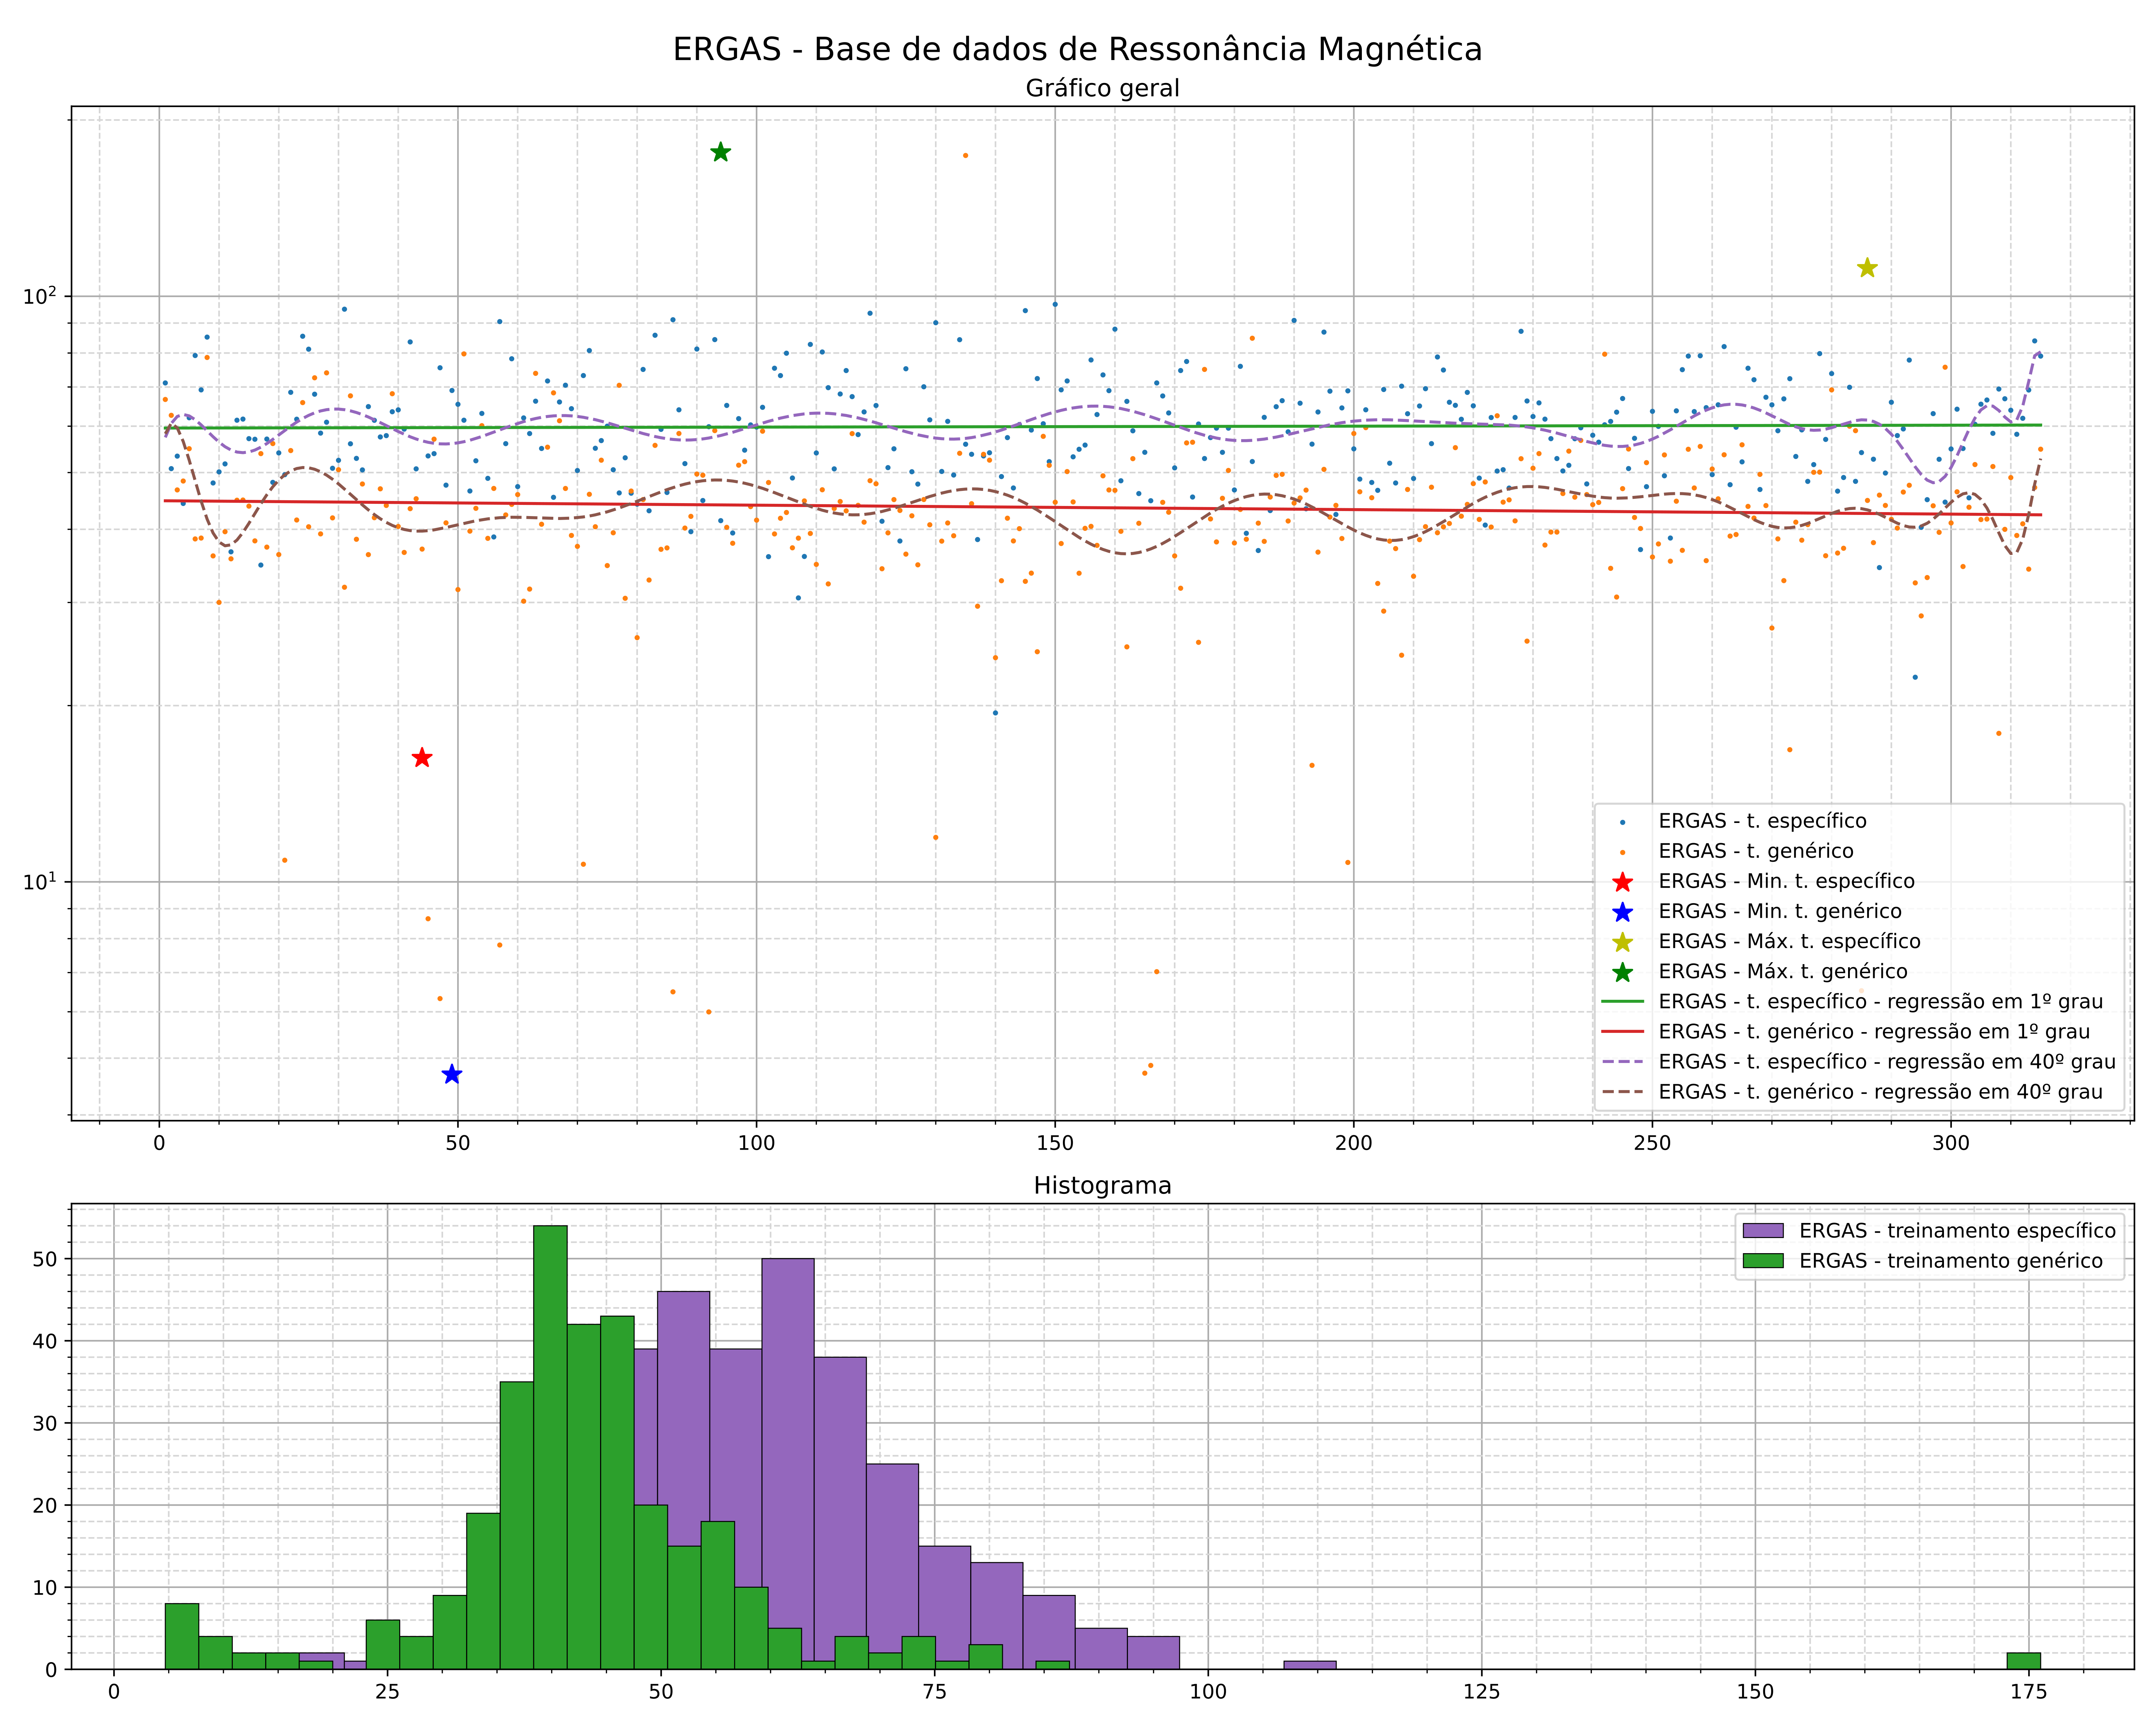 ERGAS - Base de dados de Ressonância Magnética
Gráfico geral
10²
10¹
ERGAS - t. específico
ERGAS - t. genérico
ERGAS - Min. t. específico
ERGAS - Min. t. genérico
ERGAS - Máx. t. específico
ERGAS - Máx. t. genérico
ERGAS - t. específico - regressão em 1º grau
ERGAS - t. genérico - regressão em 1º grau
ERGAS - t. específico - regressão em 40º grau
ERGAS - t. genérico - regressão em 40º grau
0 50 100 150 200 250 300
Histograma
ERGAS - treinamento específico
ERGAS - treinamento genérico
50
40
30
20
10
0
0 25 50 75 100 125 150 175